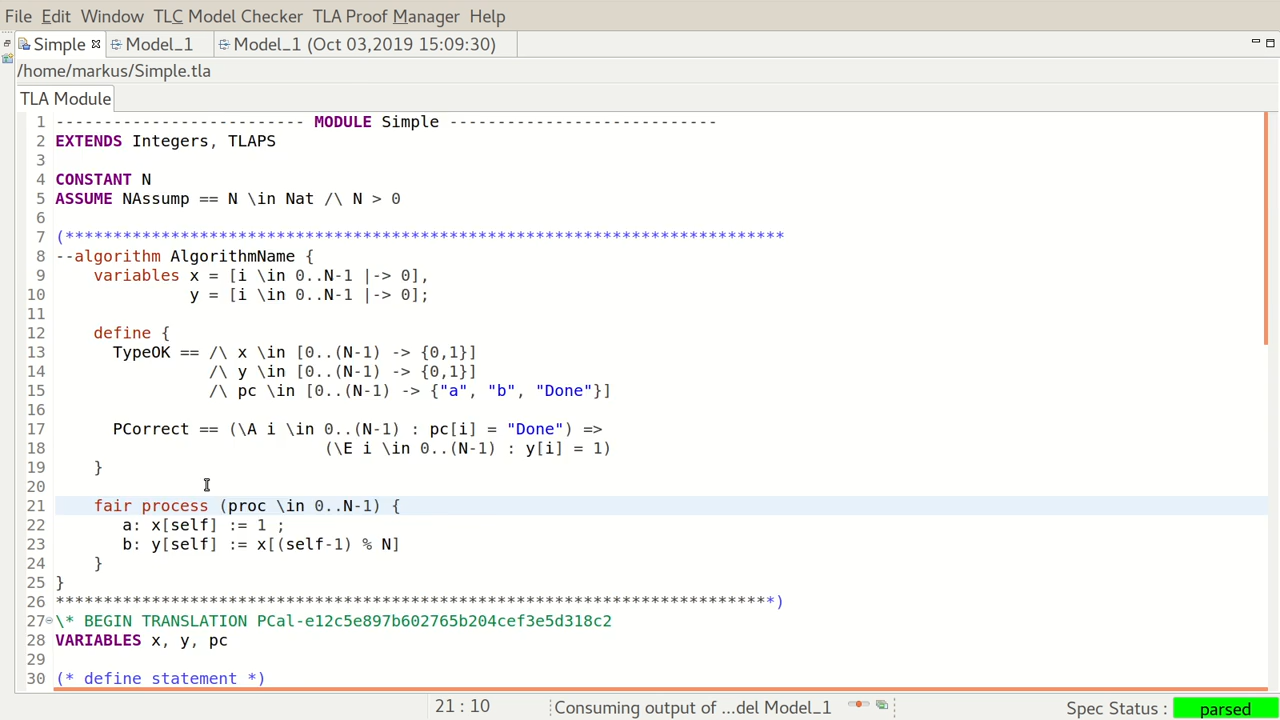 File Edit Window TLC Model Checker TLA Proof Manager Help
Simple Model_1 Model_1 (Oct 03,2019 15:09:30)
/home/markus/Simple.tla
TLA Module
1 -------------------------- MODULE Simple ----------------------------
2 EXTENDS Integers, TLAPS
3
4 CONSTANT N
5 ASSUME NAssump == N \in Nat /\ N > 0
6
7 (***************************************************************************
8 --algorithm AlgorithmName {
9     variables x = [i \in 0..N-1 |-> 0],
10               y = [i \in 0..N-1 |-> 0];
11
12     define {
13       TypeOK == /\ x \in [0..(N-1) -> {0,1}]
14                 /\ y \in [0..(N-1) -> {0,1}]
15                 /\ pc \in [0..(N-1) -> {"a", "b", "Done"}]
16
17       PCorrect == (\A i \in 0..(N-1) : pc[i] = "Done") =>
18                             (\E i \in 0..(N-1) : y[i] = 1)
19     }
20
21     fair process (proc \in 0..N-1) {
22        a: x[self] := 1 ;
23        b: y[self] := x[(self-1) % N]
24     }
25 }
26 ***************************************************************************)
27 \* BEGIN TRANSLATION PCal-e12c5e897b602765b204cef3e5d318c2
28 VARIABLES x, y, pc
29
30 (* define statement *)
21 : 10 Consuming output of ...del Model_1 Spec Status : parsed